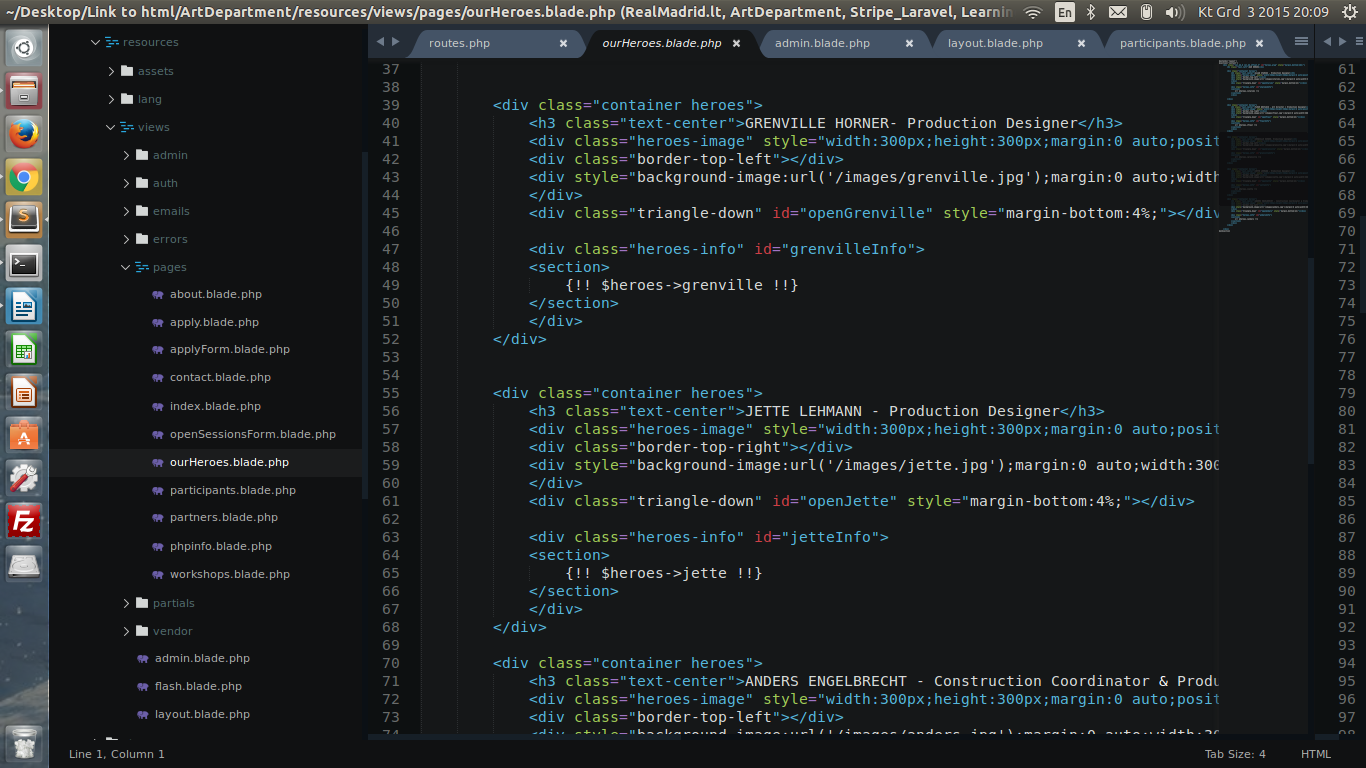 ~/Desktop/Link to html/ArtDepartment/resources/views/pages/ourHeroes.blade.php (RealMadrid.lt, ArtDepartment, Stripe_Laravel, Learnin
En
Kt Grd 3 2015 20:09
resources
assets
lang
views
admin
auth
emails
errors
pages
about.blade.php
apply.blade.php
applyForm.blade.php
contact.blade.php
index.blade.php
openSessionsForm.blade.php
ourHeroes.blade.php
participants.blade.php
partners.blade.php
phpinfo.blade.php
workshops.blade.php
partials
vendor
admin.blade.php
flash.blade.php
layout.blade.php
routes.php
ourHeroes.blade.php
admin.blade.php
layout.blade.php
participants.blade.php
37
38
39 <div class="container heroes">
40 <h3 class="text-center">GRENVILLE HORNER- Production Designer</h3>
41 <div class="heroes-image" style="width:300px;height:300px;margin:0 auto;posit
42 <div class="border-top-left"></div>
43 <div style="background-image:url('/images/grenville.jpg');margin:0 auto;width
44 </div>
45 <div class="triangle-down" id="openGrenville" style="margin-bottom:4%;"></div
46
47 <div class="heroes-info" id="grenvilleInfo">
48 <section>
49 {!! $heroes->grenville !!}
50 </section>
51 </div>
52 </div>
53
54
55 <div class="container heroes">
56 <h3 class="text-center">JETTE LEHMANN - Production Designer</h3>
57 <div class="heroes-image" style="width:300px;height:300px;margin:0 auto;posit
58 <div class="border-top-right"></div>
59 <div style="background-image:url('/images/jette.jpg');margin:0 auto;width:300
60 </div>
61 <div class="triangle-down" id="openJette" style="margin-bottom:4%;"></div>
62
63 <div class="heroes-info" id="jetteInfo">
64 <section>
65 {!! $heroes->jette !!}
66 </section>
67 </div>
68 </div>
69
70 <div class="container heroes">
71 <h3 class="text-center">ANDERS ENGELBRECHT - Construction Coordinator & Produ
72 <div class="heroes-image" style="width:300px;height:300px;margin:0 auto;posit
73 <div class="border-top-left"></div>
74 <div style="background-image:url('/images/anders.jpg');margin:0 auto;width:30
61
62
63
64
65
66
67
68
69
70
71
72
73
74
75
76
77
78
79
80
81
82
83
84
85
86
87
88
89
90
91
92
93
94
95
96
97
98
Line 1, Column 1
Tab Size: 4
HTML